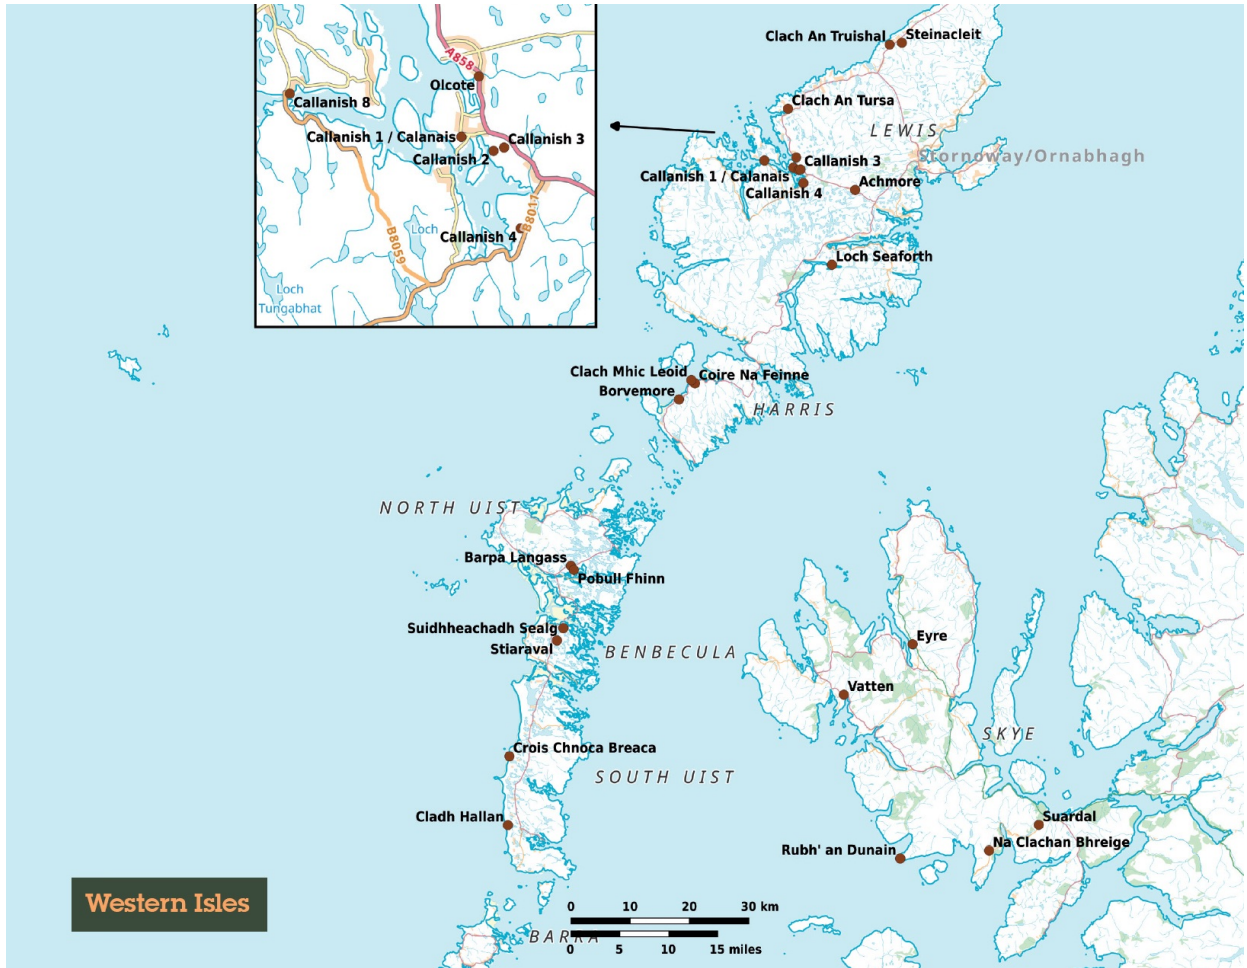 A858
Olcote
Callanish 8
Callanish 1 / Calanais
Callanish 3
Callanish 2
B8011
Callanish 4
Loch
B8059
Loch
Tungabhat
Clach An Truishal
Steinacleit
Clach An Tursa
LEWIS
Stornoway/Ornabhagh
Callanish 3
Callanish 1 / Calanais
Achmore
Callanish 4
Loch Seaforth
Clach Mhic Leoid
Coire Na Feinne
Borvemore
HARRIS
NORTH UIST
Barpa Langass
Pobull Fhinn
Suidhheachadh Sealg
Stiaraval
BENBECULA
Eyre
Vatten
SKYE
Crois Chnoca Breaca
SOUTH UIST
Cladh Hallan
Suardal
Na Clachan Bhreige
Rubh' an Dunain
Western Isles
0 10 20 30 km
BARRA
0 5 10 15 miles